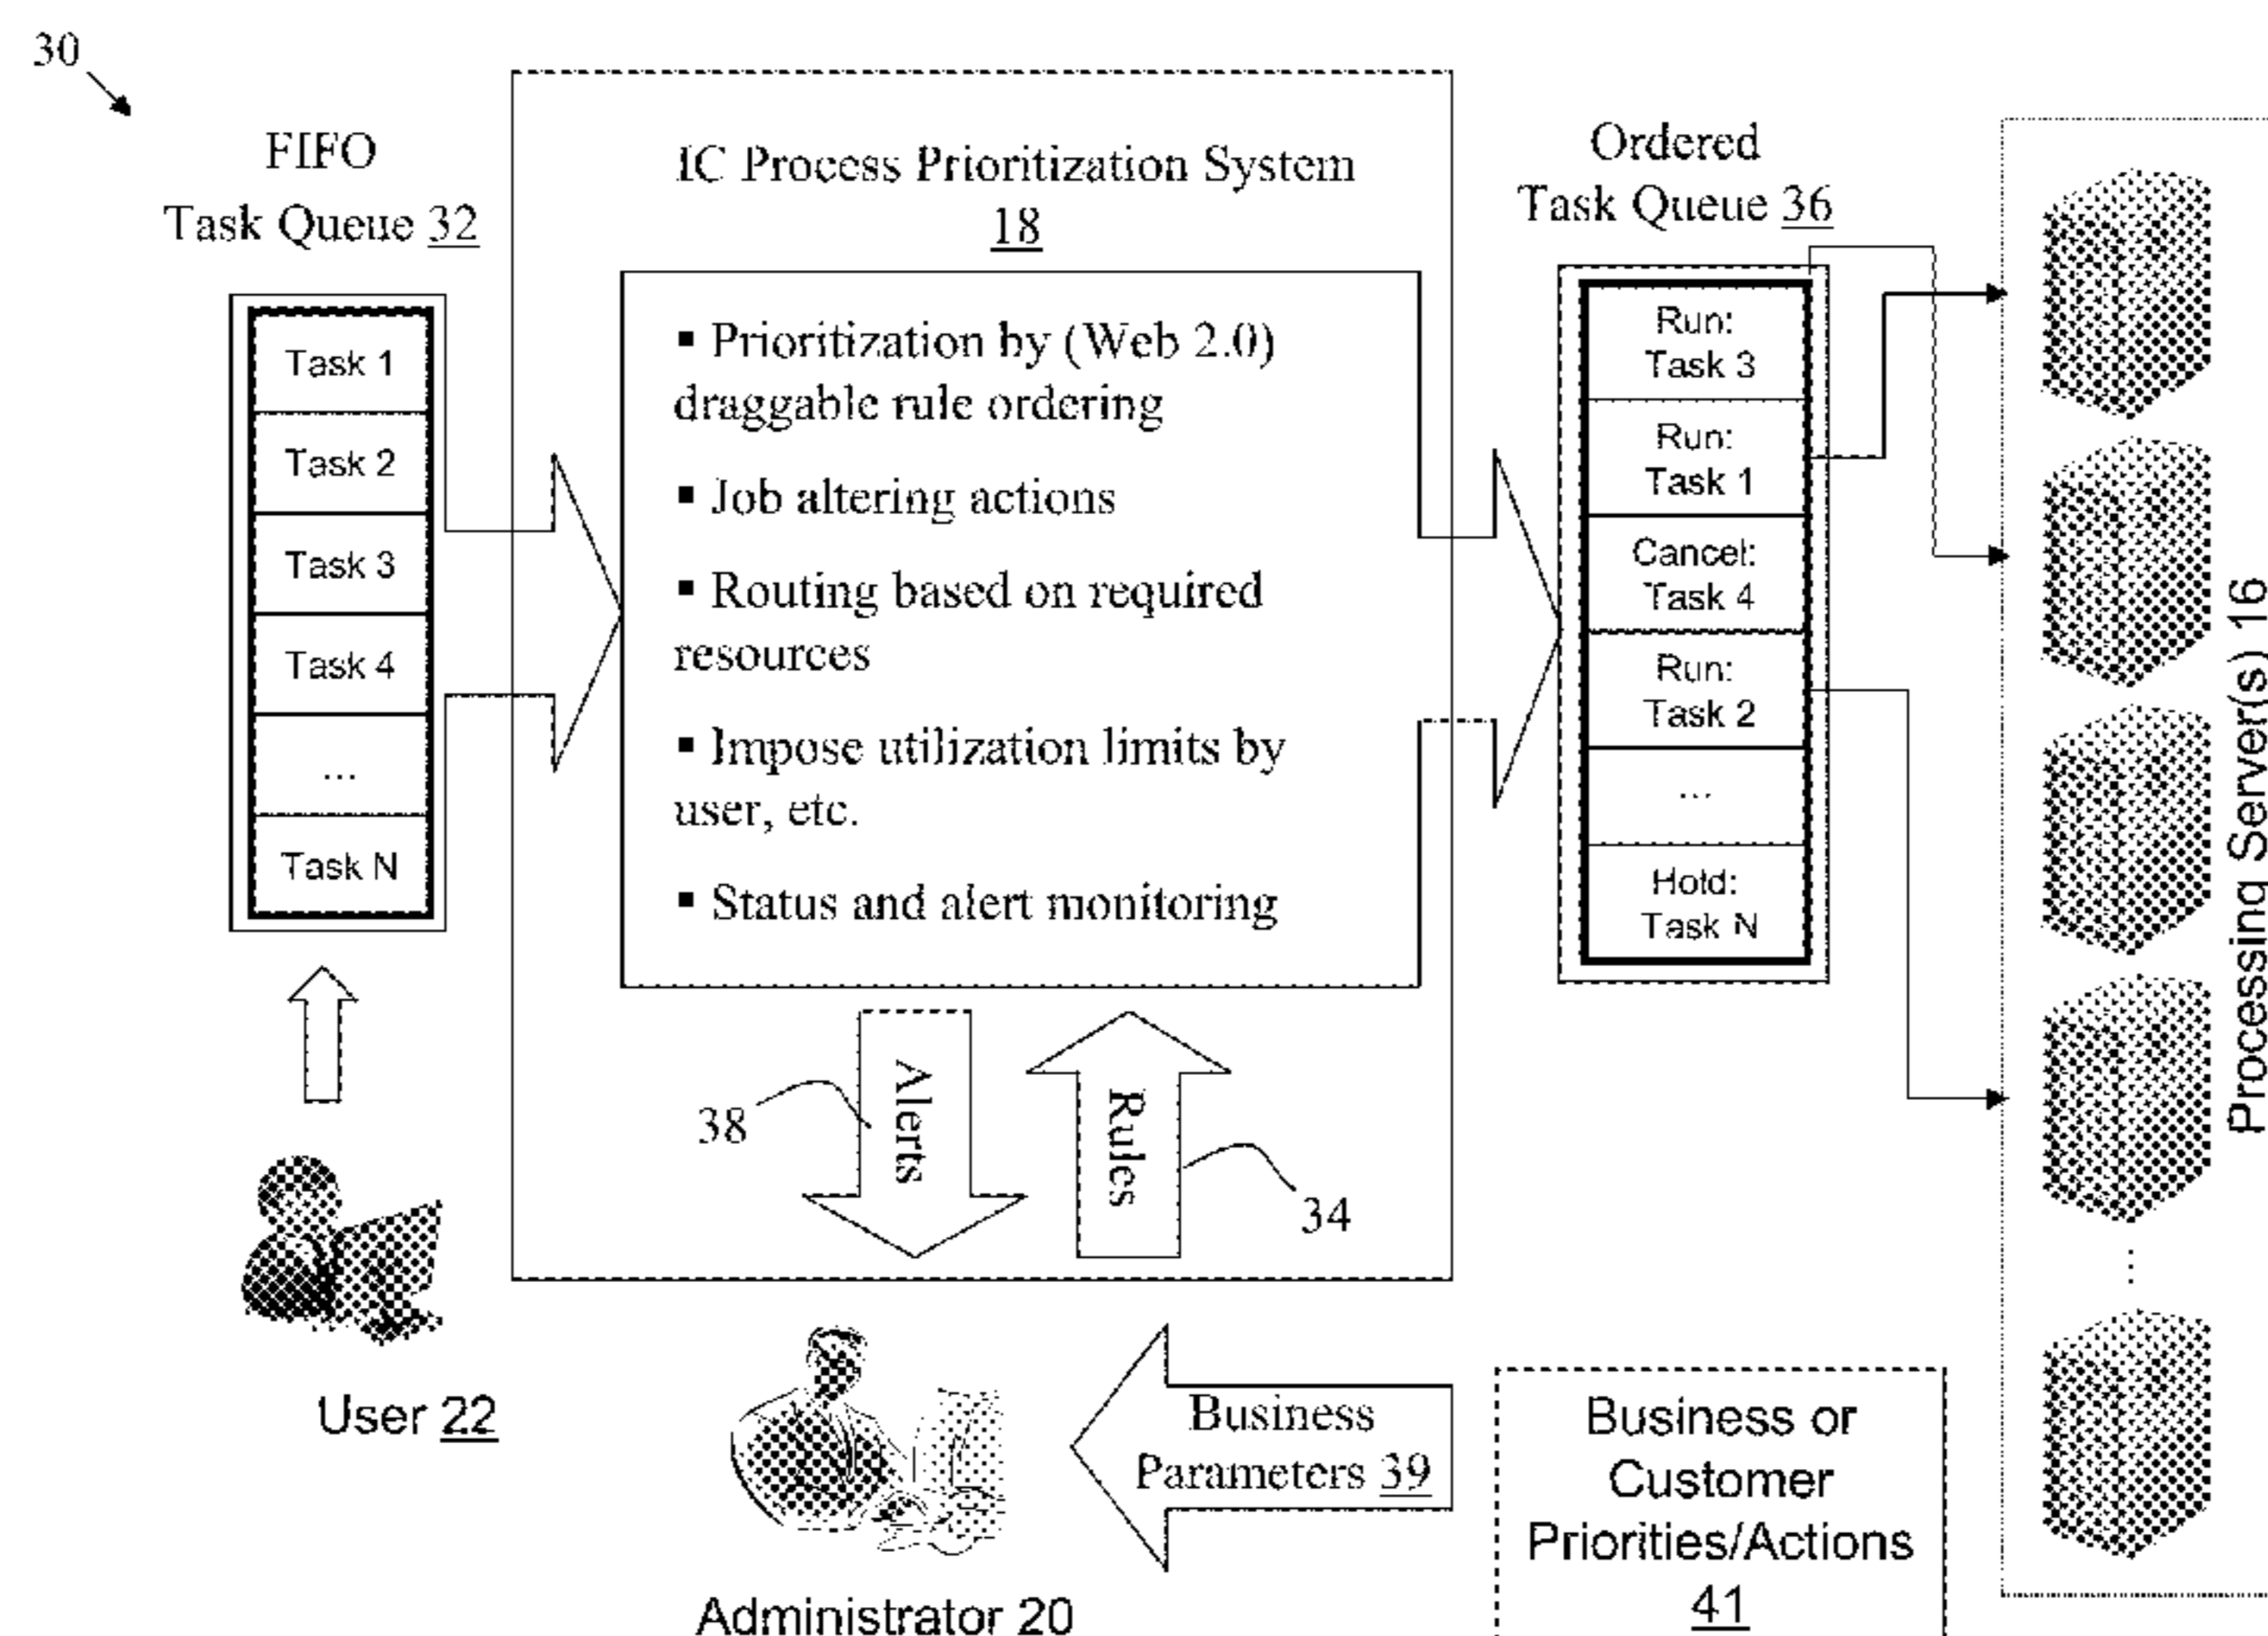 30
FIFO
Task Queue 32
Task 1
Task 2
Task 3
Task 4
...
Task N
User 22
IC Process Prioritization System
18
▪ Prioritization by (Web 2.0)
draggable rule ordering
▪ Job altering actions
▪ Routing based on required
resources
▪ Impose utilization limits by
user, etc.
▪ Status and alert monitoring
38
Alerts
Rules
34
Ordered
Task Queue 36
Run:
Task 3
Run:
Task 1
Cancel:
Task 4
Run:
Task 2
...
Hold:
Task N
Processing Server(s) 16
Administrator 20
Business
Parameters 39
Business or
Customer
Priorities/Actions
41